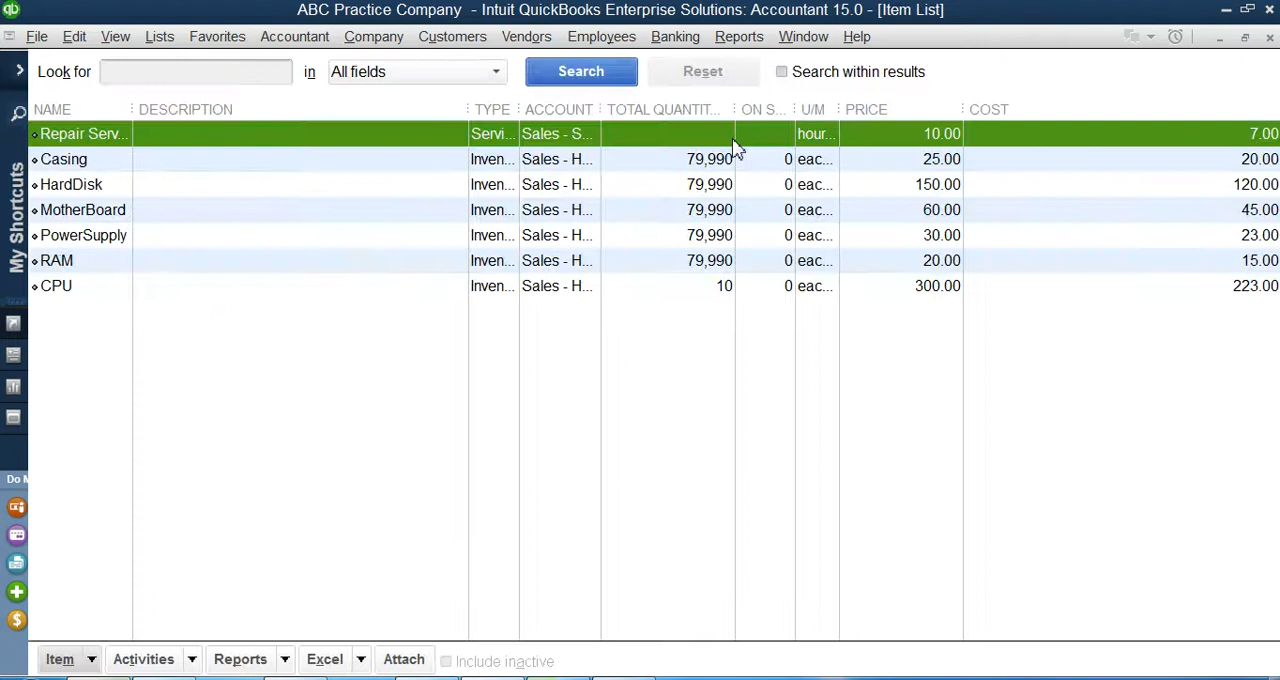 ABC Practice Company - Intuit QuickBooks Enterprise Solutions: Accountant 15.0 - [Item List]
File Edit View Lists Favorites Accountant Company Customers Vendors Employees Banking Reports Window Help
Look for in All fields Search Reset Search within results
NAME DESCRIPTION TYPE ACCOUNT TOTAL QUANTIT... ON S... U/M PRICE COST
Repair Serv... Servi... Sales - S... hour... 10.00 7.00
Casing Inven... Sales - H... 79,990 0 eac... 25.00 20.00
HardDisk Inven... Sales - H... 79,990 0 eac... 150.00 120.00
MotherBoard Inven... Sales - H... 79,990 0 eac... 60.00 45.00
PowerSupply Inven... Sales - H... 79,990 0 eac... 30.00 23.00
RAM Inven... Sales - H... 79,990 0 eac... 20.00 15.00
CPU Inven... Sales - H... 10 0 eac... 300.00 223.00
My Shortcuts
Do
Item Activities Reports Excel Attach Include inactive